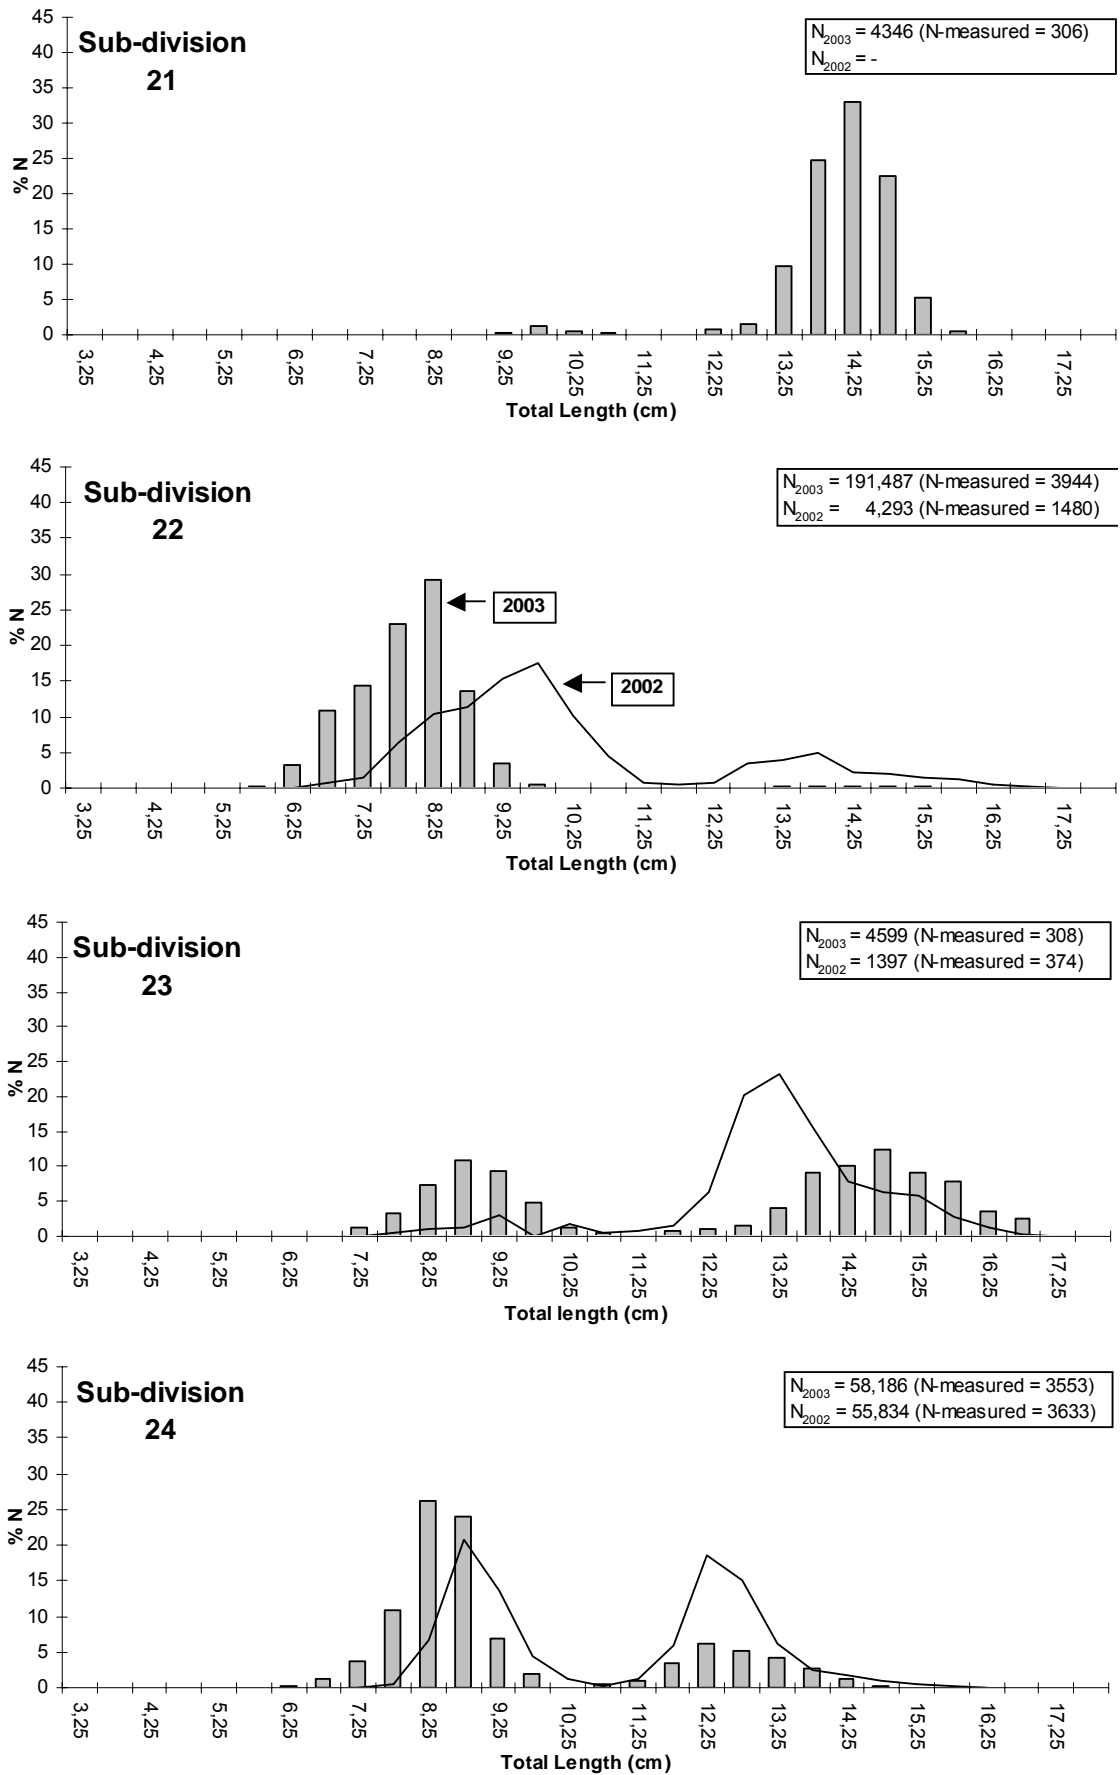 45
40
35
30
25
20
15
10
5
0
% N
Sub-division
21
N2003 = 4346 (N-measured = 306)
N2002 = -
3,25 4,25 5,25 6,25 7,25 8,25 9,25 10,25 11,25 12,25 13,25 14,25 15,25 16,25 17,25
Total Length (cm)
45
40
35
30
25
20
15
10
5
0
% N
Sub-division
22
N2003 = 191,487 (N-measured = 3944)
N2002 = 4,293 (N-measured = 1480)
2003
2002
3,25 4,25 5,25 6,25 7,25 8,25 9,25 10,25 11,25 12,25 13,25 14,25 15,25 16,25 17,25
Total Length (cm)
45
40
35
30
25
20
15
10
5
0
% N
Sub-division
23
N2003 = 4599 (N-measured = 308)
N2002 = 1397 (N-measured = 374)
3,25 4,25 5,25 6,25 7,25 8,25 9,25 10,25 11,25 12,25 13,25 14,25 15,25 16,25 17,25
Total length (cm)
45
40
35
30
25
20
15
10
5
0
% N
Sub-division
24
N2003 = 58,186 (N-measured = 3553)
N2002 = 55,834 (N-measured = 3633)
3,25 4,25 5,25 6,25 7,25 8,25 9,25 10,25 11,25 12,25 13,25 14,25 15,25 16,25 17,25
Total Length (cm)